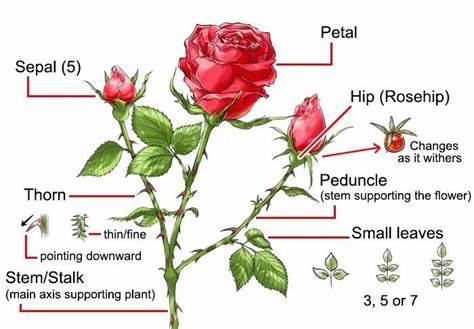 Petal
Sepal (5)
Hip (Rosehip)
Changes
as it withers
Thorn
Peduncle
(stem supporting the flower)
thin/fine
Small leaves
pointing downward
Stem/Stalk
(main axis supporting plant)
3, 5 or 7